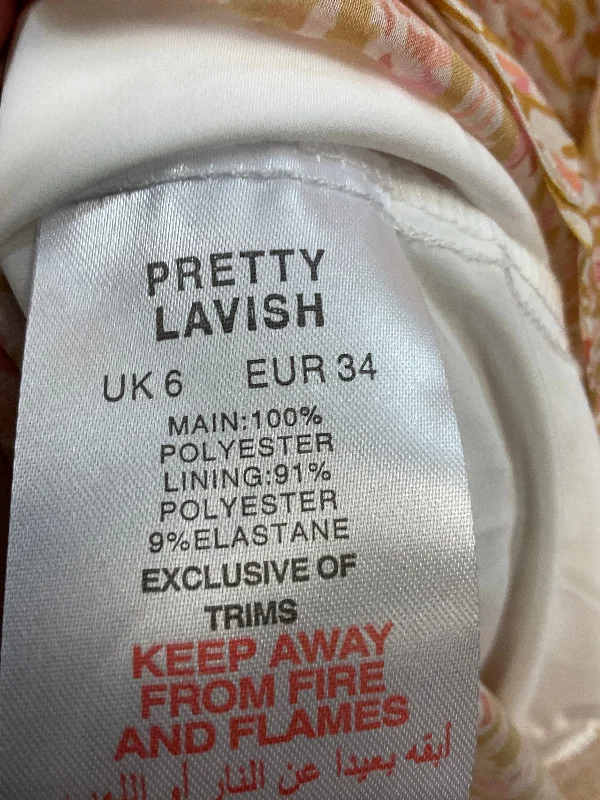 PRETTY
LAVISH
UK 6 EUR 34
MAIN:100%
POLYESTER
LINING:91%
POLYESTER
9%ELASTANE
EXCLUSIVE OF
TRIMS
KEEP AWAY
FROM FIRE
AND FLAMES
أبقه بعيدا عن النار أو